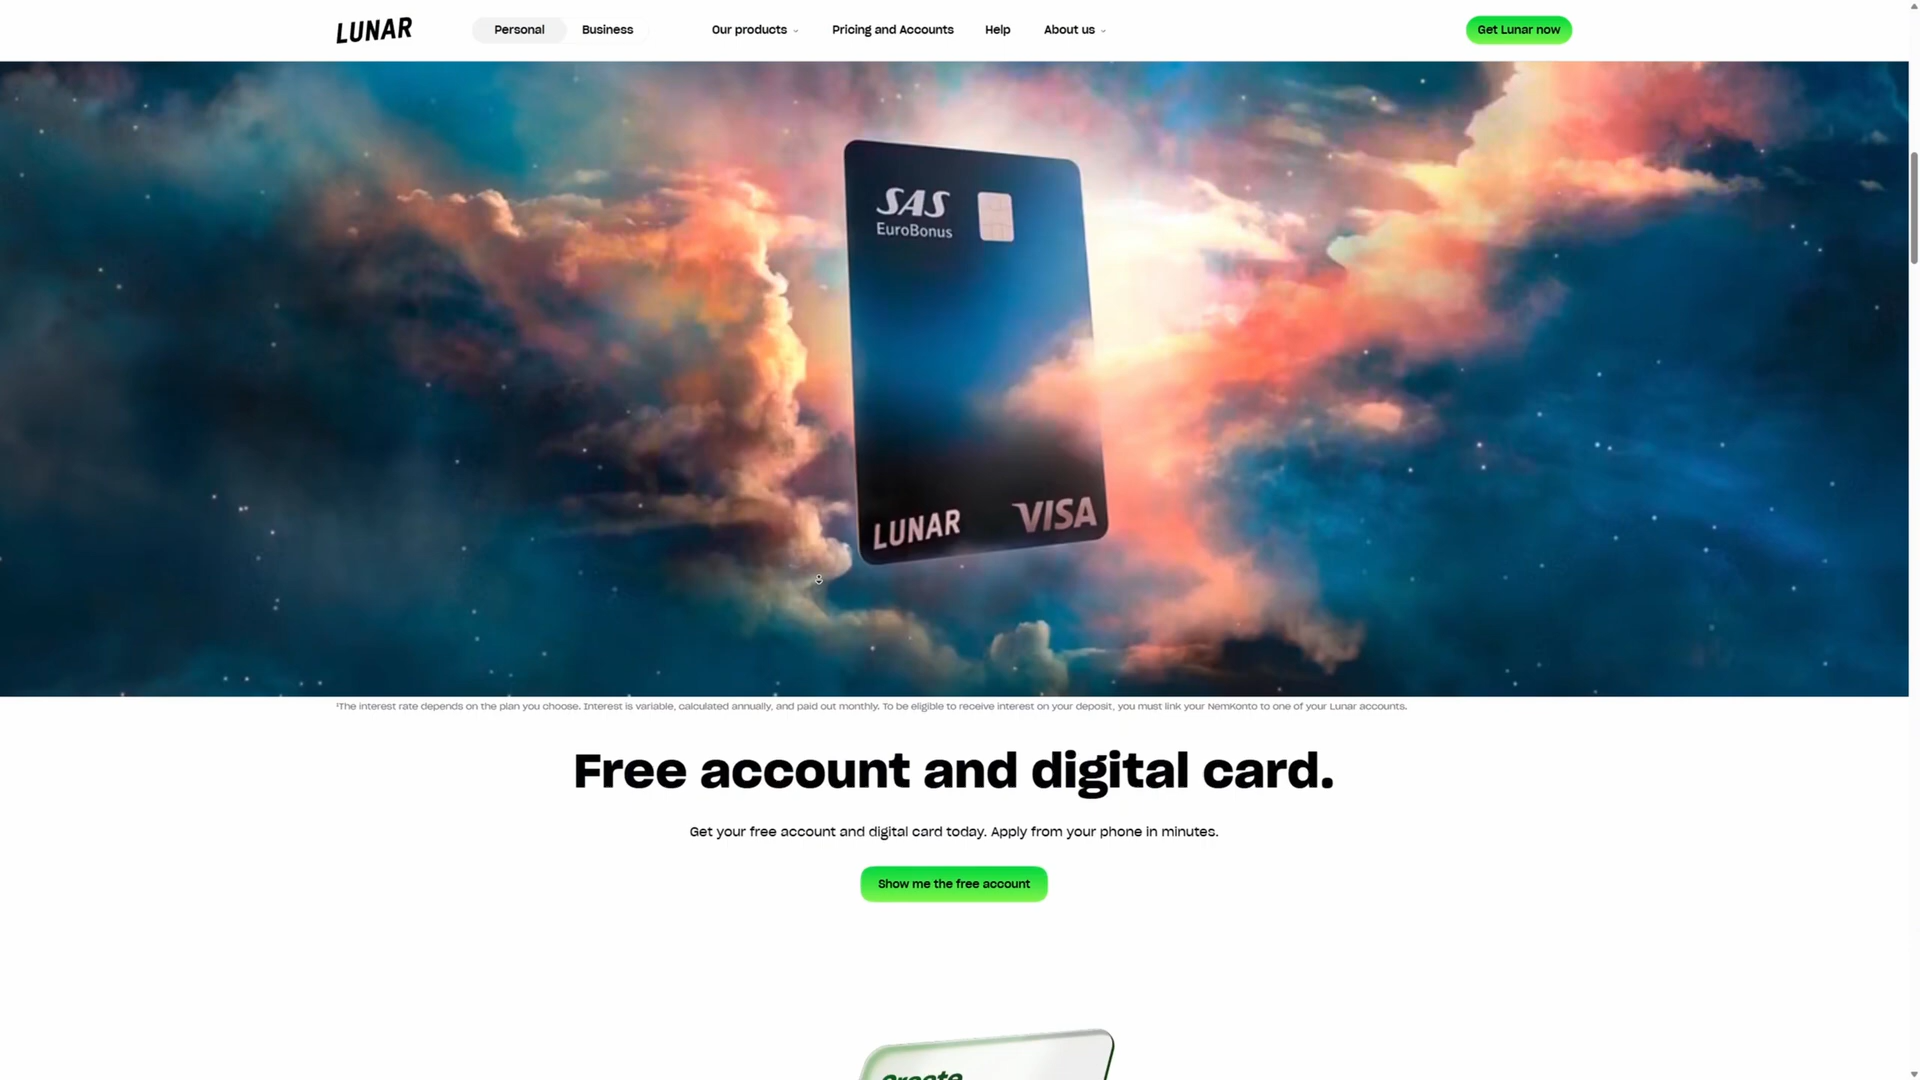 LUNAR
Personal
Business
Our products
Pricing and Accounts
Help
About us
Get Lunar now
SAS
EuroBonus
LUNAR
VISA
¹The interest rate depends on the plan you choose. Interest is variable, calculated annually, and paid out monthly. To be eligible to receive interest on your deposit, you must link your NemKonto to one of your Lunar accounts.
Free account and digital card.
Get your free account and digital card today. Apply from your phone in minutes.
Show me the free account
Create